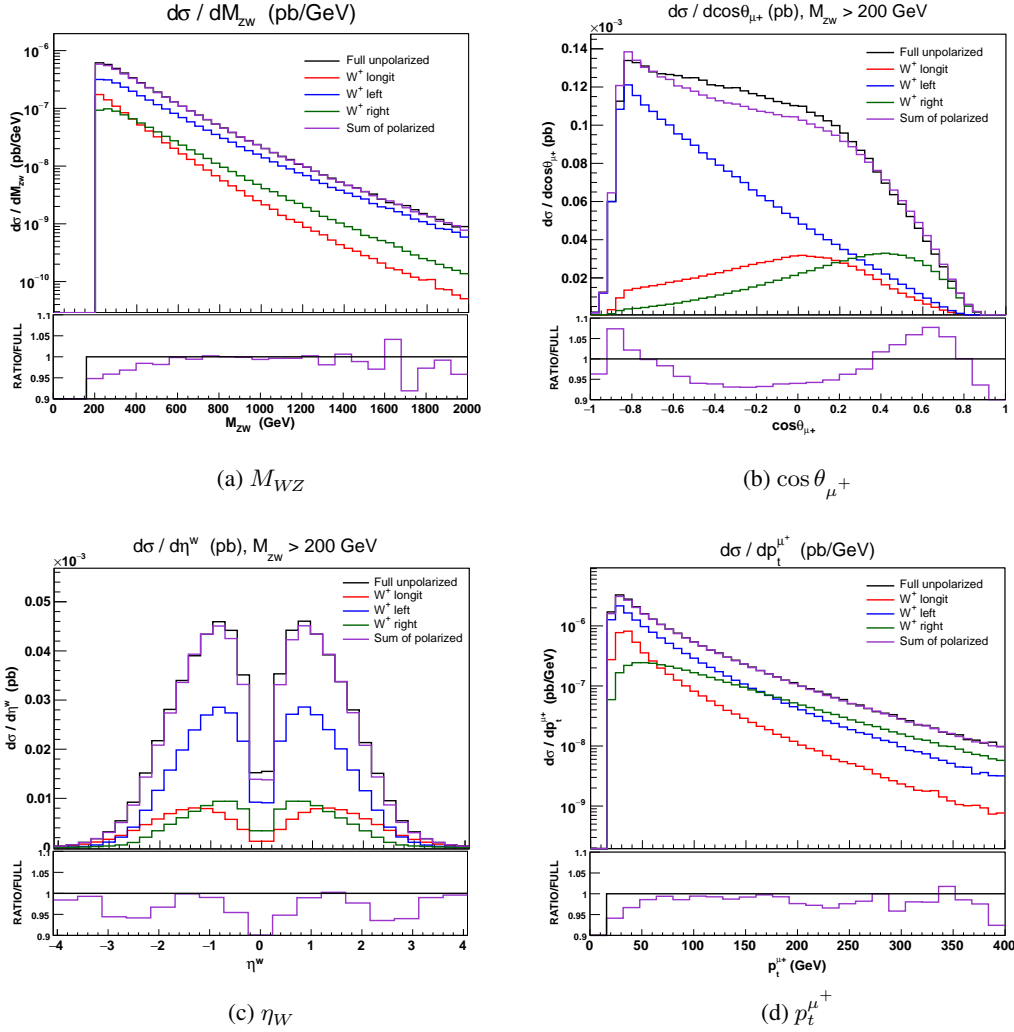 dσ / dM_zw (pb/GeV)
dσ / dM_zw (pb/GeV)
10⁻⁶
10⁻⁷
10⁻⁸
10⁻⁹
10⁻¹⁰
Full unpolarized
W⁺ longit
W⁺ left
W⁺ right
Sum of polarized
RATIO/FULL
1.1
1.05
1
0.95
0.9
0 200 400 600 800 1000 1200 1400 1600 1800 2000
M_zw (GeV)
(a) M_WZ
dσ / dcosθ_μ+ (pb), M_zw > 200 GeV
×10⁻³
dσ / dcosθ_μ+ (pb)
0.14
0.12
0.1
0.08
0.06
0.04
0.02
Full unpolarized
W⁺ longit
W⁺ left
W⁺ right
Sum of polarized
RATIO/FULL
1.1
1.05
1
0.95
0.9
−1 −0.8 −0.6 −0.4 −0.2 0 0.2 0.4 0.6 0.8 1
cosθ_μ+
(b) cos θ_μ⁺
dσ / dη^w (pb), M_zw > 200 GeV
×10⁻³
dσ / dη^w (pb)
0.05
0.04
0.03
0.02
0.01
0
Full unpolarized
W⁺ longit
W⁺ left
W⁺ right
Sum of polarized
RATIO/FULL
1.1
1.05
1
0.95
0.9
−4 −3 −2 −1 0 1 2 3 4
η^w
(c) η_W
dσ / dp_t^μ⁺ (pb/GeV)
dσ / dp_t^μ⁺ (pb/GeV)
10⁻⁶
10⁻⁷
10⁻⁸
10⁻⁹
Full unpolarized
W⁺ longit
W⁺ left
W⁺ right
Sum of polarized
RATIO/FULL
1.1
1.05
1
0.95
0.9
0 50 100 150 200 250 300 350 400
p_t^μ+ (GeV)
(d) p_t^μ⁺